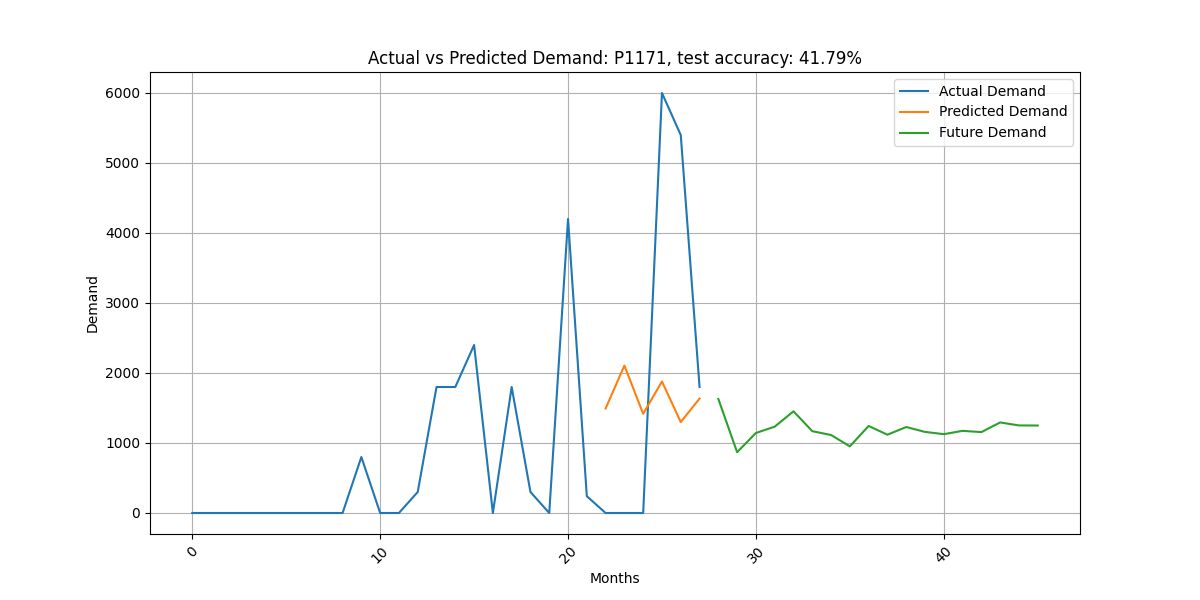 Actual vs Predicted Demand: P1171, test accuracy: 41.79%
Actual Demand
Predicted Demand
Future Demand
6000
5000
4000
3000
2000
1000
0
Demand
0
10
20
30
40
Months